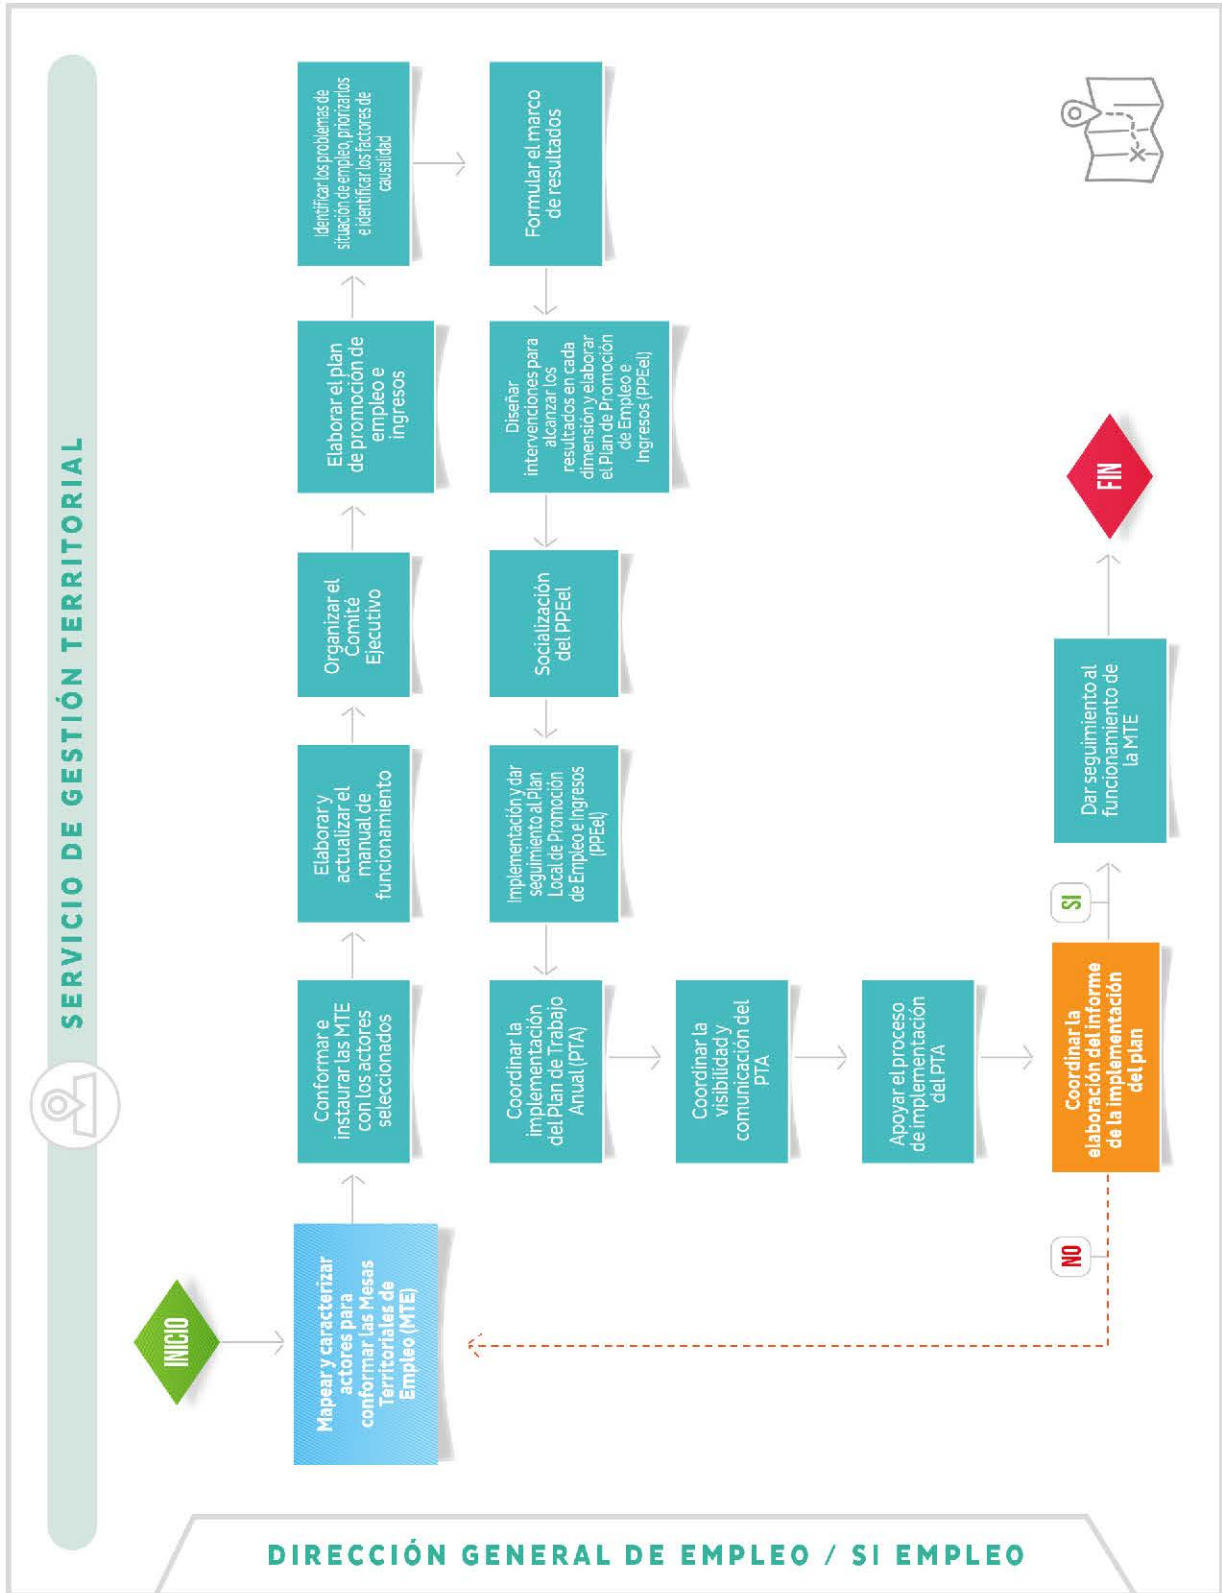 SERVICIO DE GESTIÓN TERRITORIAL
DIRECCIÓN GENERAL DE EMPLEO / SI EMPLEO
INICIO
Mapear y caracterizar
actores para
conformar las Mesas
Territoriales de
Empleo (MTE)
Conformar e
instaurar las MTE
con los actores
seleccionados
Elaborar y
actualizar el
manual de
funcionamiento
Organizar el
Comité
Ejecutivo
Elaborar el plan
de promoción de
empleo e
ingresos
Identificar los problemas de
situación de empleo, priorizarlos
e identificar los factores de
causalidad
Formular el marco
de resultados
Diseñar
intervenciones para
alcanzar los
resultados en cada
dimensión y elaborar
el Plan de Promoción
de Empleo e
Ingresos (PPEeI)
Socialización
del PPEeI
Implementación y dar
seguimiento al Plan
Local de Promoción
de Empleo e Ingresos
(PPEeI)
Coordinar la
implementación
del Plan de Trabajo
Anual (PTA)
Coordinar la
visibilidad y
comunicación del
PTA
Apoyar el proceso
de implementación
del PTA
Coordinar la
elaboración del informe
de la implementación
del plan
NO
SI
Dar seguimiento al
funcionamiento de
la MTE
FIN